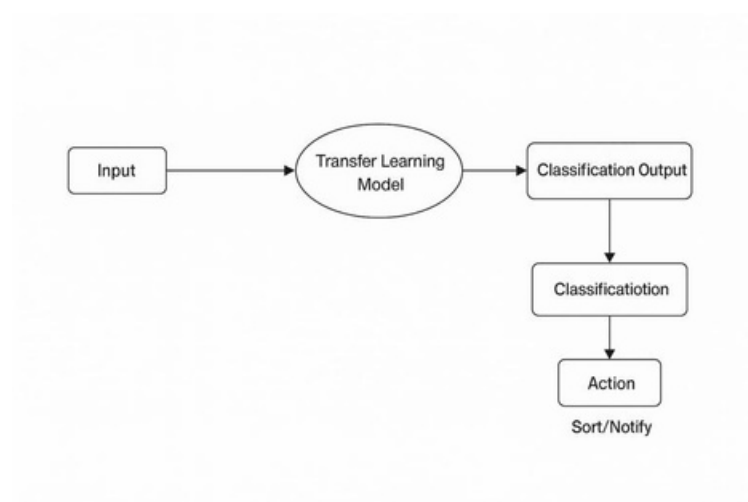 Input
Transfer Learning
Model
Classification Output
Classificatiotion
Action
Sort/Notify